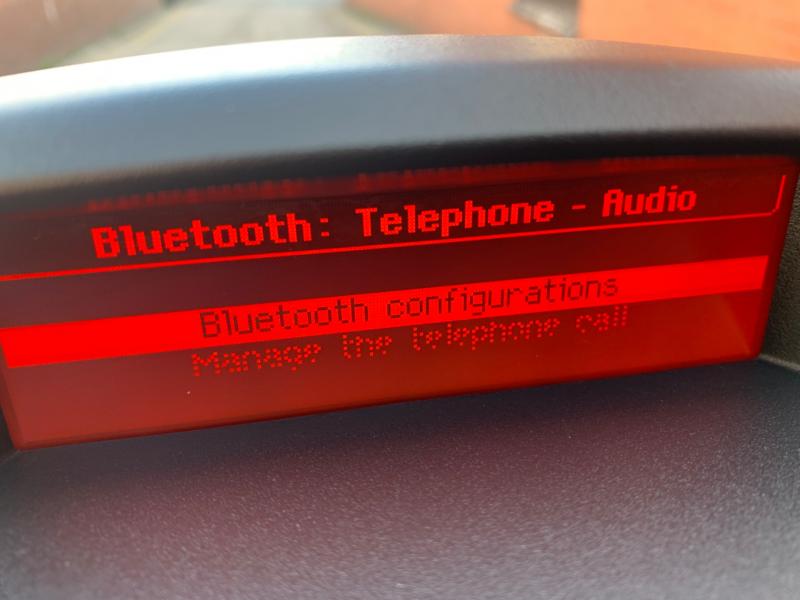 Bluetooth: Telephone - Audio
Bluetooth configurations
Manage the telephone call